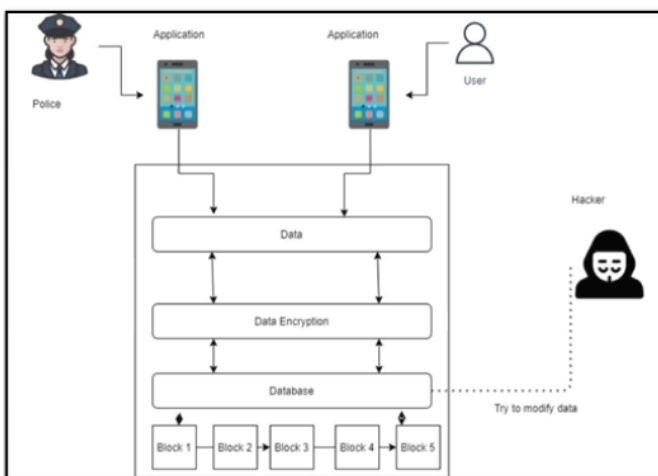 Application
Application
Police
User
Hacker
Data
Data Encryption
Database
Try to modify data
Block 1
Block 2
Block 3
Block 4
Block 5